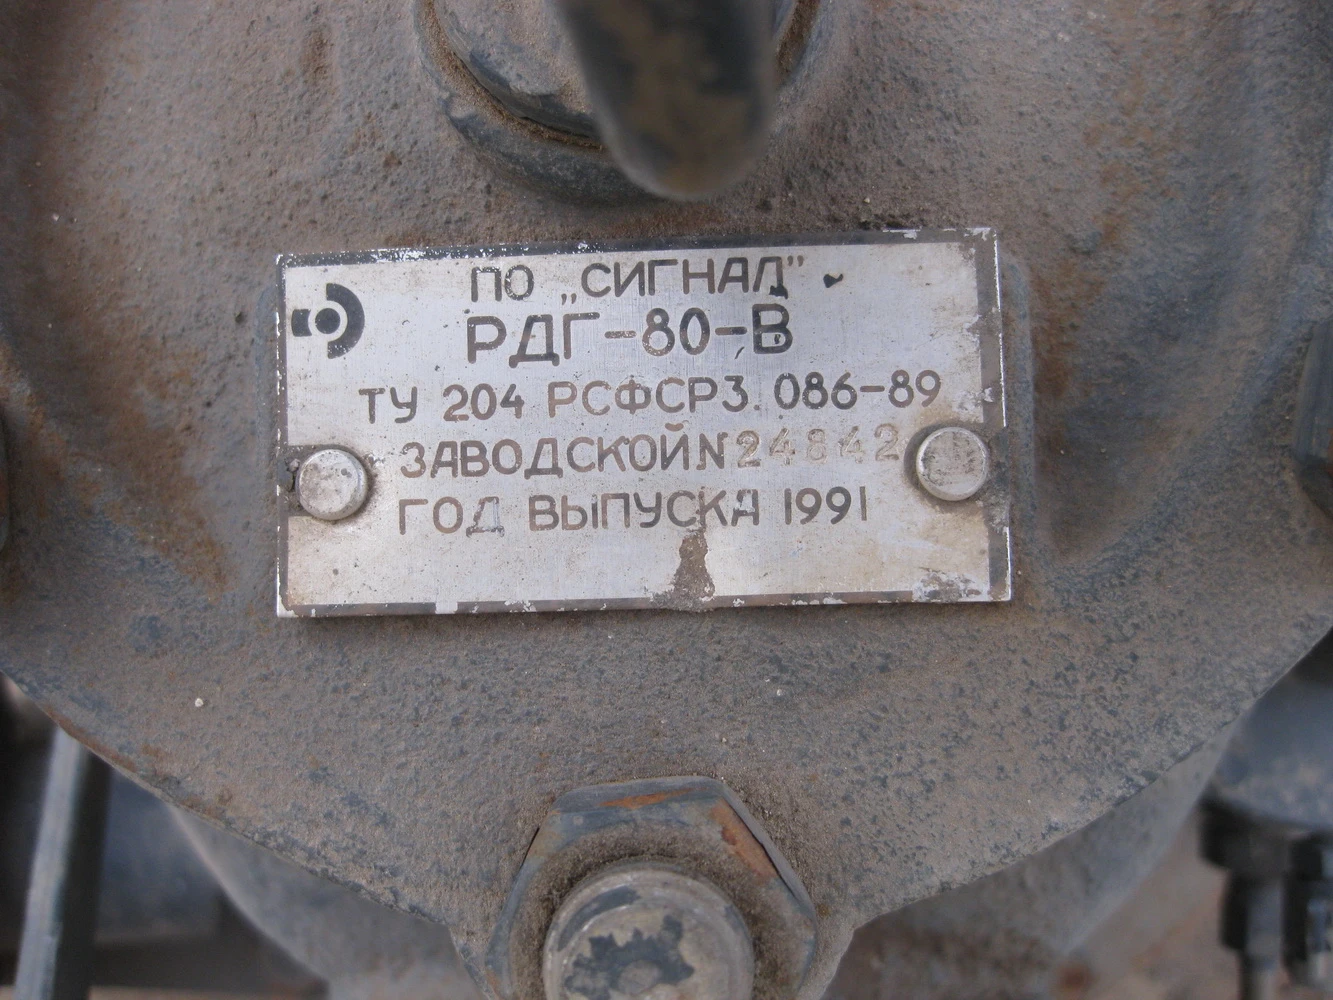 ПО „СИГНАЛ”
РДГ-80-В
ТУ 204 РСФСР3.086-89
ЗАВОДСКОЙ N 24842
ГОД ВЫПУСКА 1991